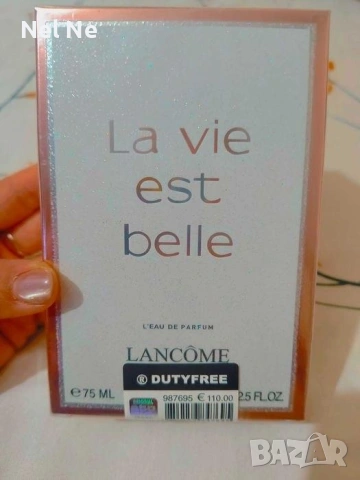 Nel Ne
La vie
est
belle
L'EAU DE PARFUM
LANCÔME
® DUTYFREE
e 75 ML
987695 € 110.00
2.5 FL.OZ.
BAZAR
bg